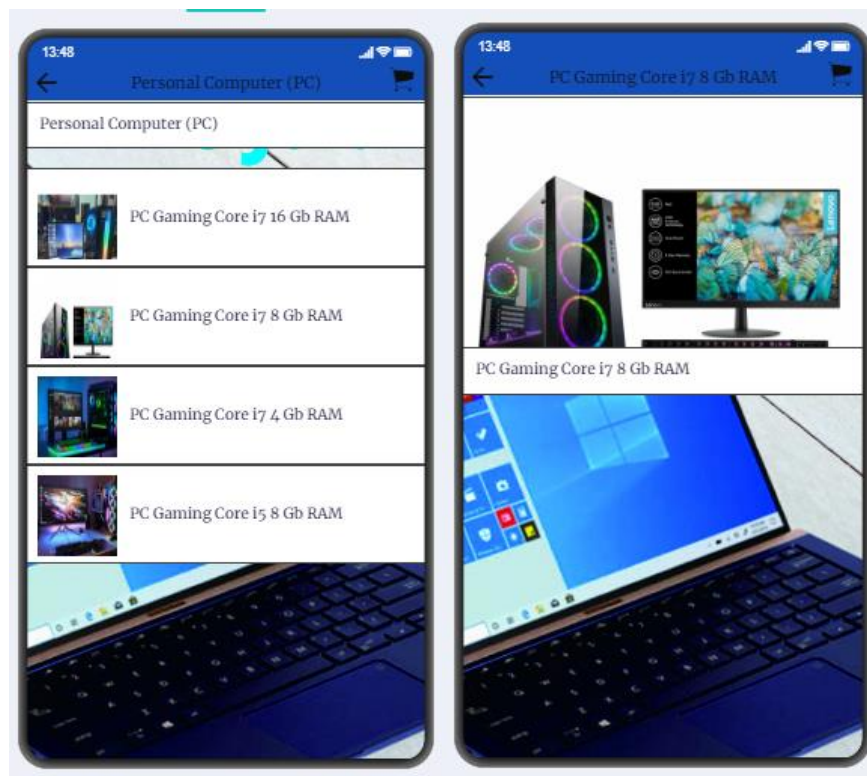 13:48
Personal Computer (PC)
Personal Computer (PC)
PC Gaming Core i7 16 Gb RAM
PC Gaming Core i7 8 Gb RAM
PC Gaming Core i7 4 Gb RAM
PC Gaming Core i5 8 Gb RAM
13:48
PC Gaming Core i7 8 Gb RAM
Lenovo
PC Gaming Core i7 8 Gb RAM